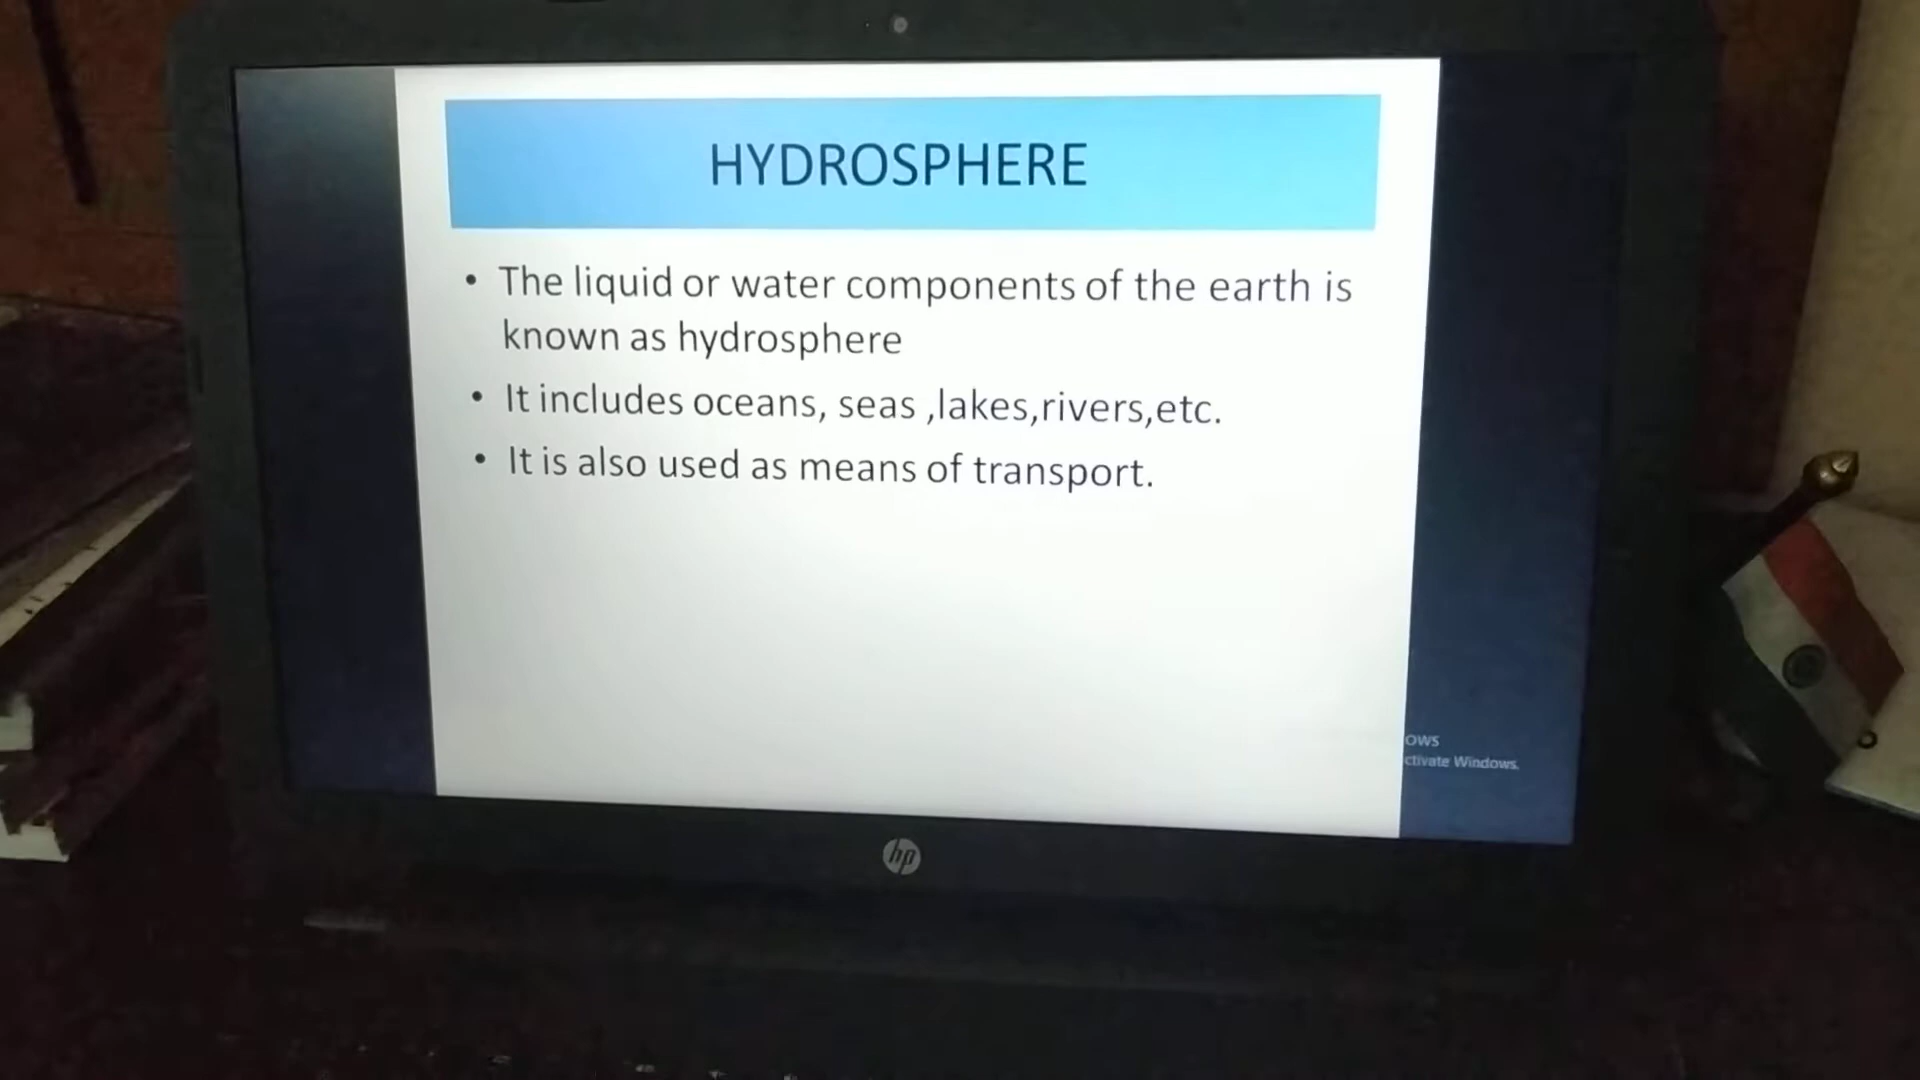 HYDROSPHERE
• The liquid or water components of the earth is
known as hydrosphere
• It includes oceans, seas ,lakes,rivers,etc.
• It is also used as means of transport.
ows
ctivate Windows.
hp